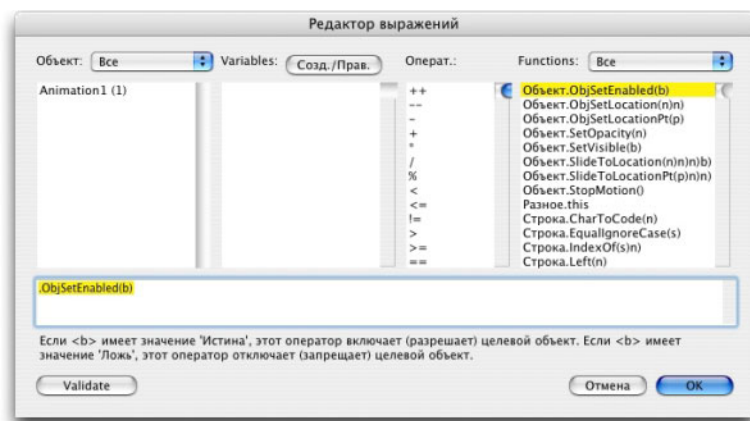 Редактор выражений
Объект: Все Variables: Созд./Прав. Операт.: Functions: Все
Animation1 (1)
++
--
-
+
*
/
%
<
<=
!=
>
>=
==
Объект.ObjSetEnabled(b)
Объект.ObjSetLocation(n)n)
Объект.ObjSetLocationPt(p)
Объект.SetOpacity(n)
Объект.SetVisible(b)
Объект.SlideToLocation(n)n)n)b)
Объект.SlideToLocationPt(p)n)n)
Объект.StopMotion()
Разное.this
Строка.CharToCode(n)
Строка.EqualIgnoreCase(s)
Строка.IndexOf(s)n)
Строка.Left(n)
.ObjSetEnabled(b)
Если <b> имеет значение 'Истина', этот оператор включает (разрешает) целевой объект. Если <b> имеет
значение 'Ложь', этот оператор отключает (запрещает) целевой объект.
Validate Отмена OK